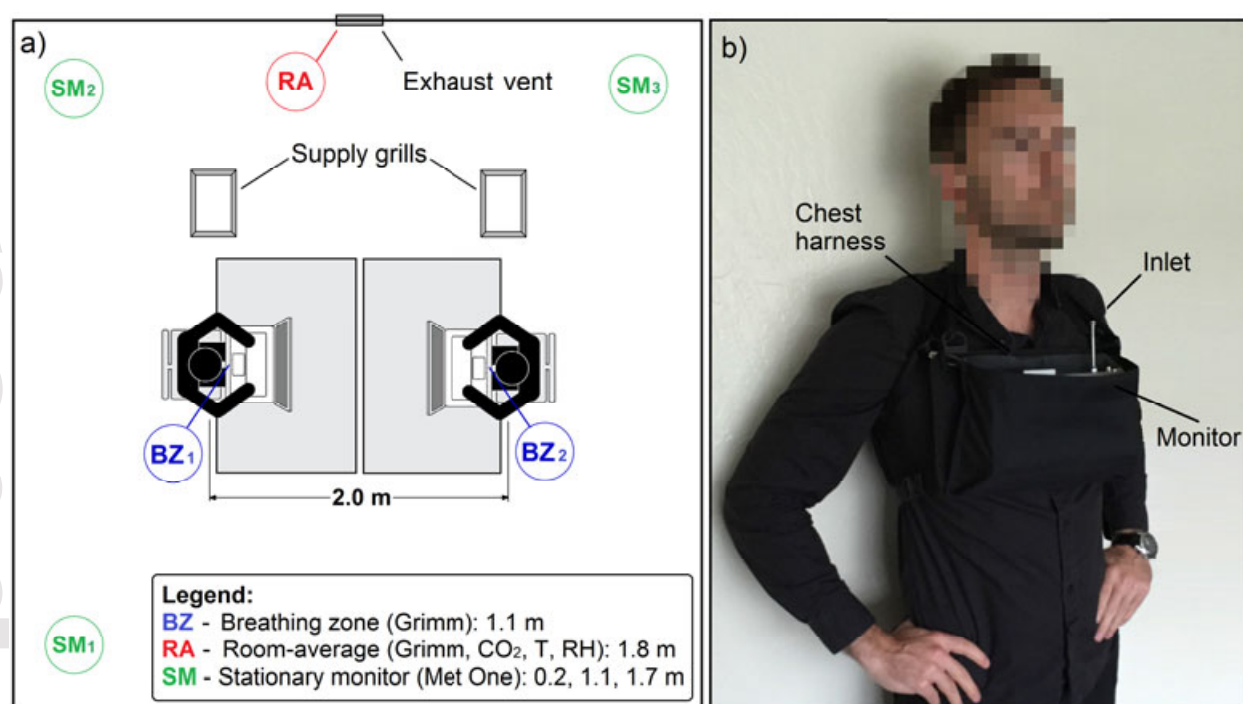 a)
SM2
RA
Exhaust vent
SM3
Supply grills
BZ1
BZ2
2.0 m
SM1
Legend:
BZ - Breathing zone (Grimm): 1.1 m
RA - Room-average (Grimm, CO2, T, RH): 1.8 m
SM - Stationary monitor (Met One): 0.2, 1.1, 1.7 m
b)
Chest
harness
Inlet
Monitor